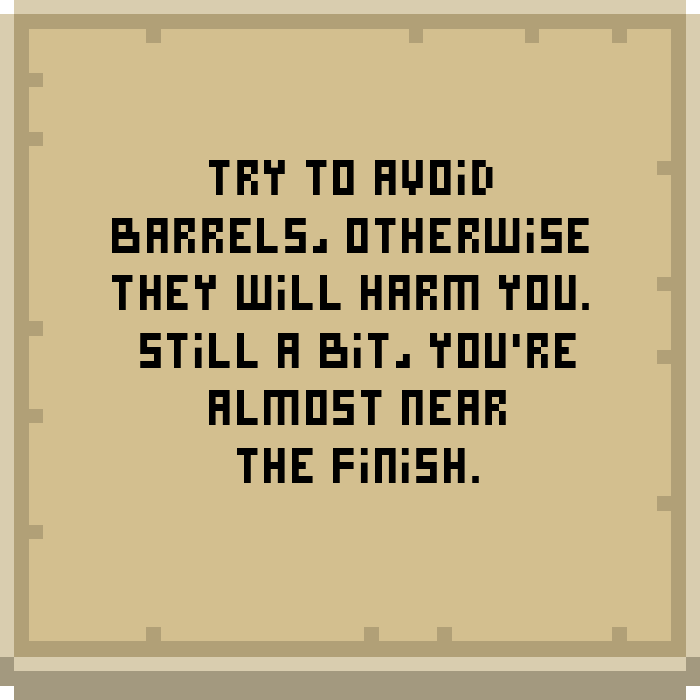 TRY TO AVOiD
BARRELS, OTHERWiSE
THEY WiLL HARM YOU.
STiLL A BiT, YOU'RE
ALMOST NEAR
THE FiNiSH.